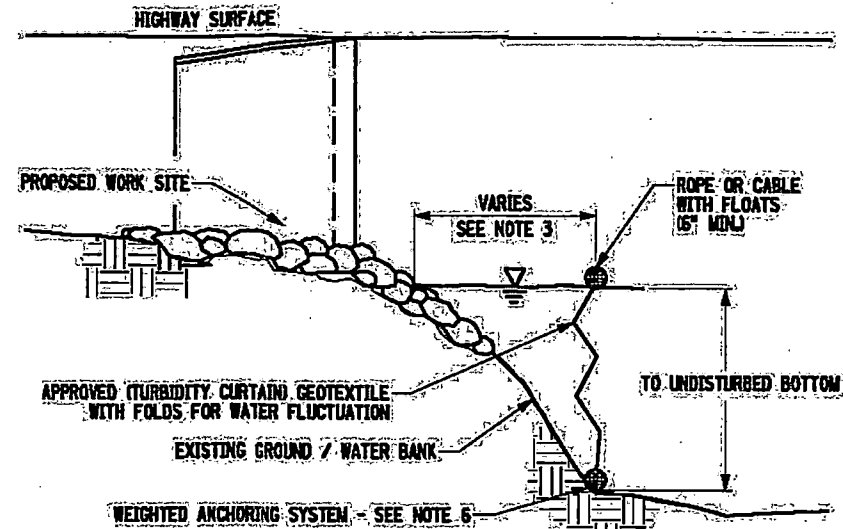 HIGHWAY SURFACE
PROPOSED WORK SITE
VARIES
SEE NOTE 3
ROPE OR CABLE
WITH FLOATS
(6" MIN.)
APPROVED (TURBIDITY CURTAIN) GEOTEXTILE
WITH FOLDS FOR WATER FLUCTUATION
TO UNDISTURBED BOTTOM
EXISTING GROUND / WATER BANK
WEIGHTED ANCHORING SYSTEM - SEE NOTE 6